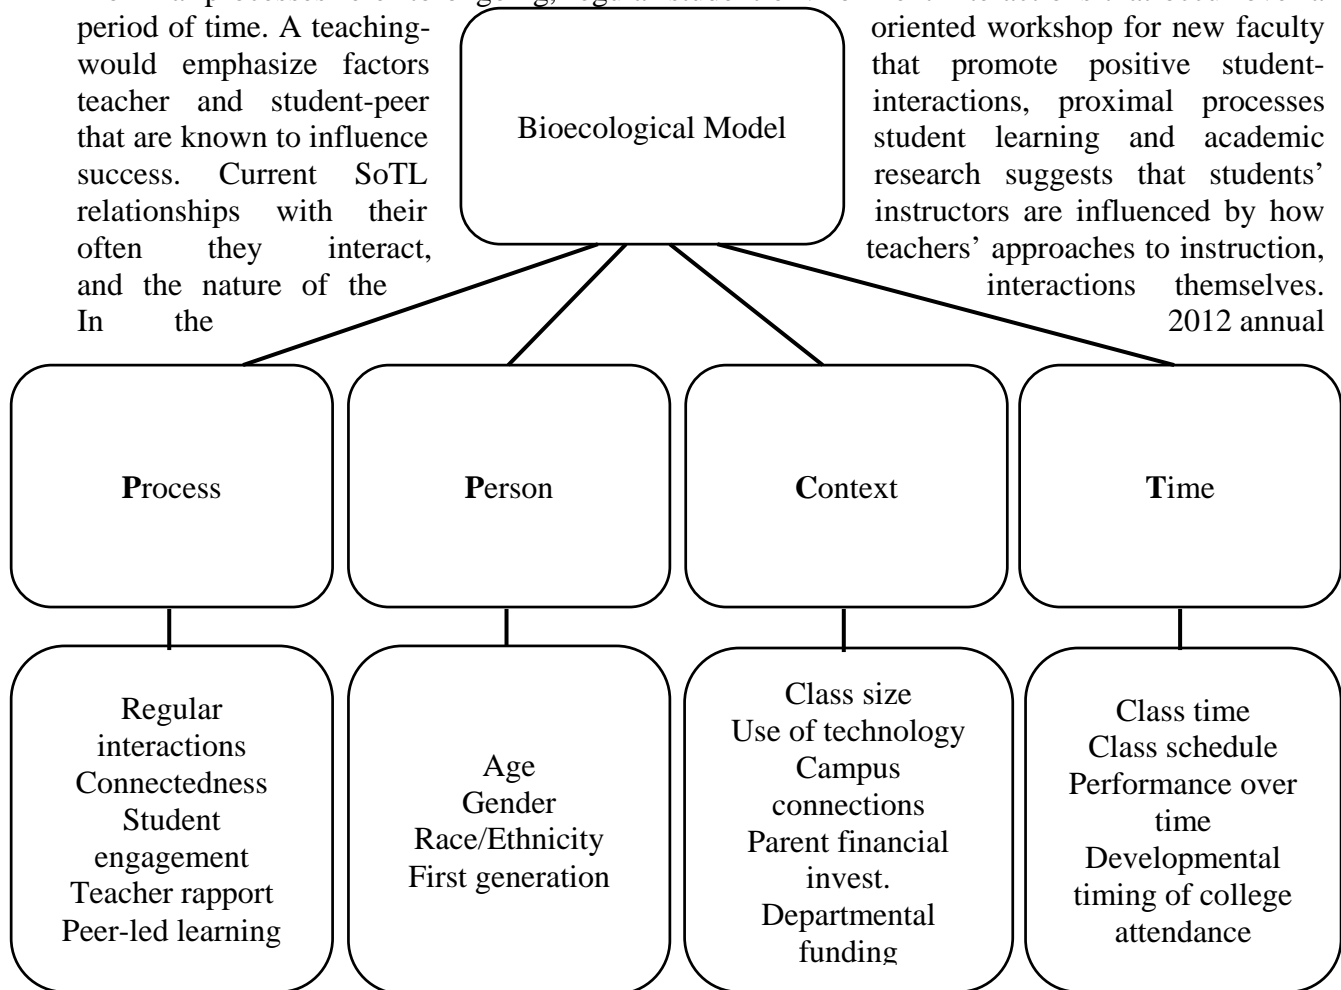 period of time. A teaching- oriented workshop for new faculty
would emphasize factors that promote positive student-
teacher and student-peer interactions, proximal processes
that are known to influence student learning and academic
success. Current SoTL research suggests that students’
relationships with their instructors are influenced by how
often they interact, teachers’ approaches to instruction,
and the nature of the interactions themselves.
In the 2012 annual
Bioecological Model
Process
Person
Context
Time
Regular
interactions
Connectedness
Student
engagement
Teacher rapport
Peer-led learning
Age
Gender
Race/Ethnicity
First generation
Class size
Use of technology
Campus
connections
Parent financial
invest.
Departmental
funding
Class time
Class schedule
Performance over
time
Developmental
timing of college
attendance